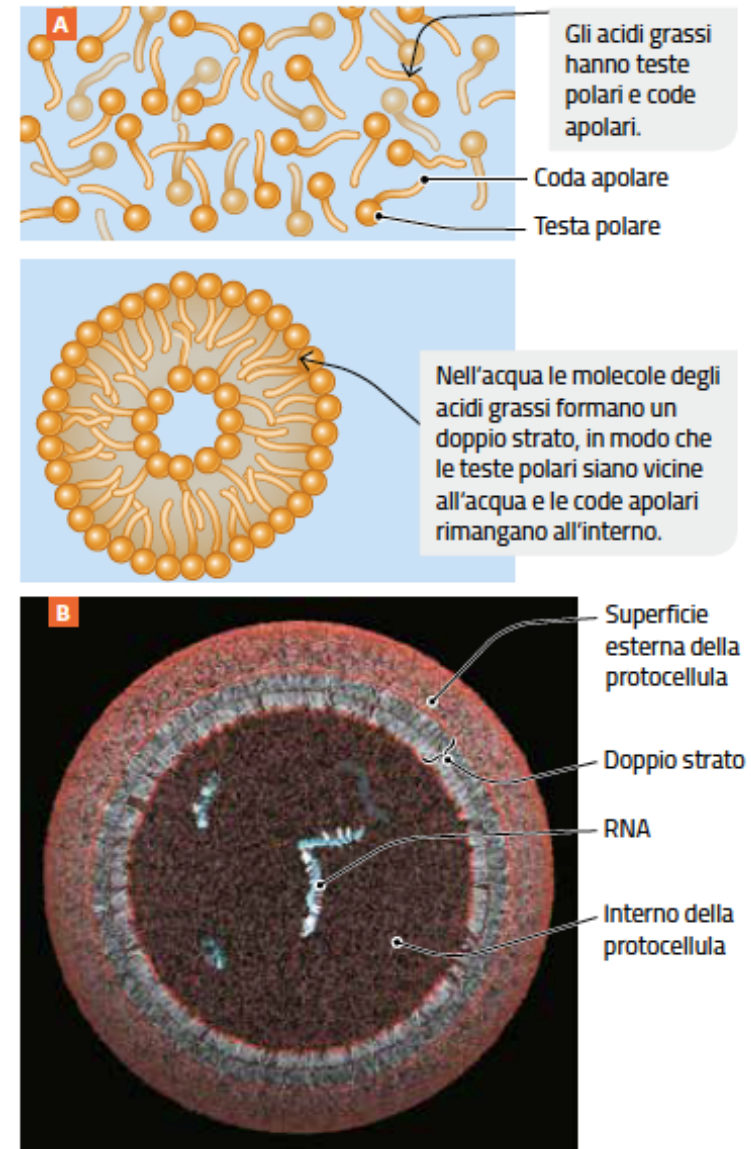 A
Gli acidi grassi
hanno teste
polari e code
apolari.
Coda apolare
Testa polare
Nell'acqua le molecole degli
acidi grassi formano un
doppio strato, in modo che
le teste polari siano vicine
all'acqua e le code apolari
rimangano all'interno.
B
Superficie
esterna della
protocellula
Doppio strato
RNA
Interno della
protocellula